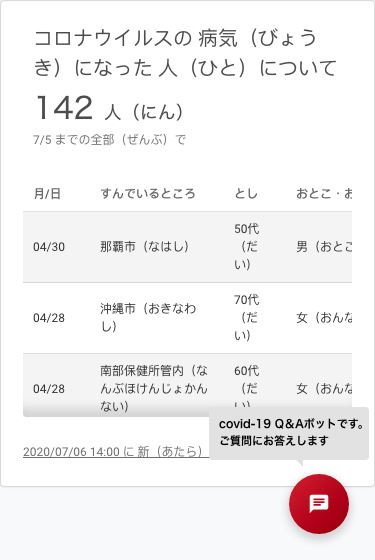 コロナウイルスの 病気（びょう
き）になった 人（ひと）について
142 人（にん）
7/5 までの全部（ぜんぶ）で
月/日 すんでいるところ とし おとこ・お
04/30 那覇市（なはし） 50代（だい） 男（おとこ
04/28 沖縄市（おきなわし） 70代（だい） 女（おんな
04/28 南部保健所管内（なんぶほけんじょかんない） 60代（だい） 女（おんな
2020/07/06 14:00 に 新（あたら）
covid-19 Q&Aボットです。
ご質問にお答えします